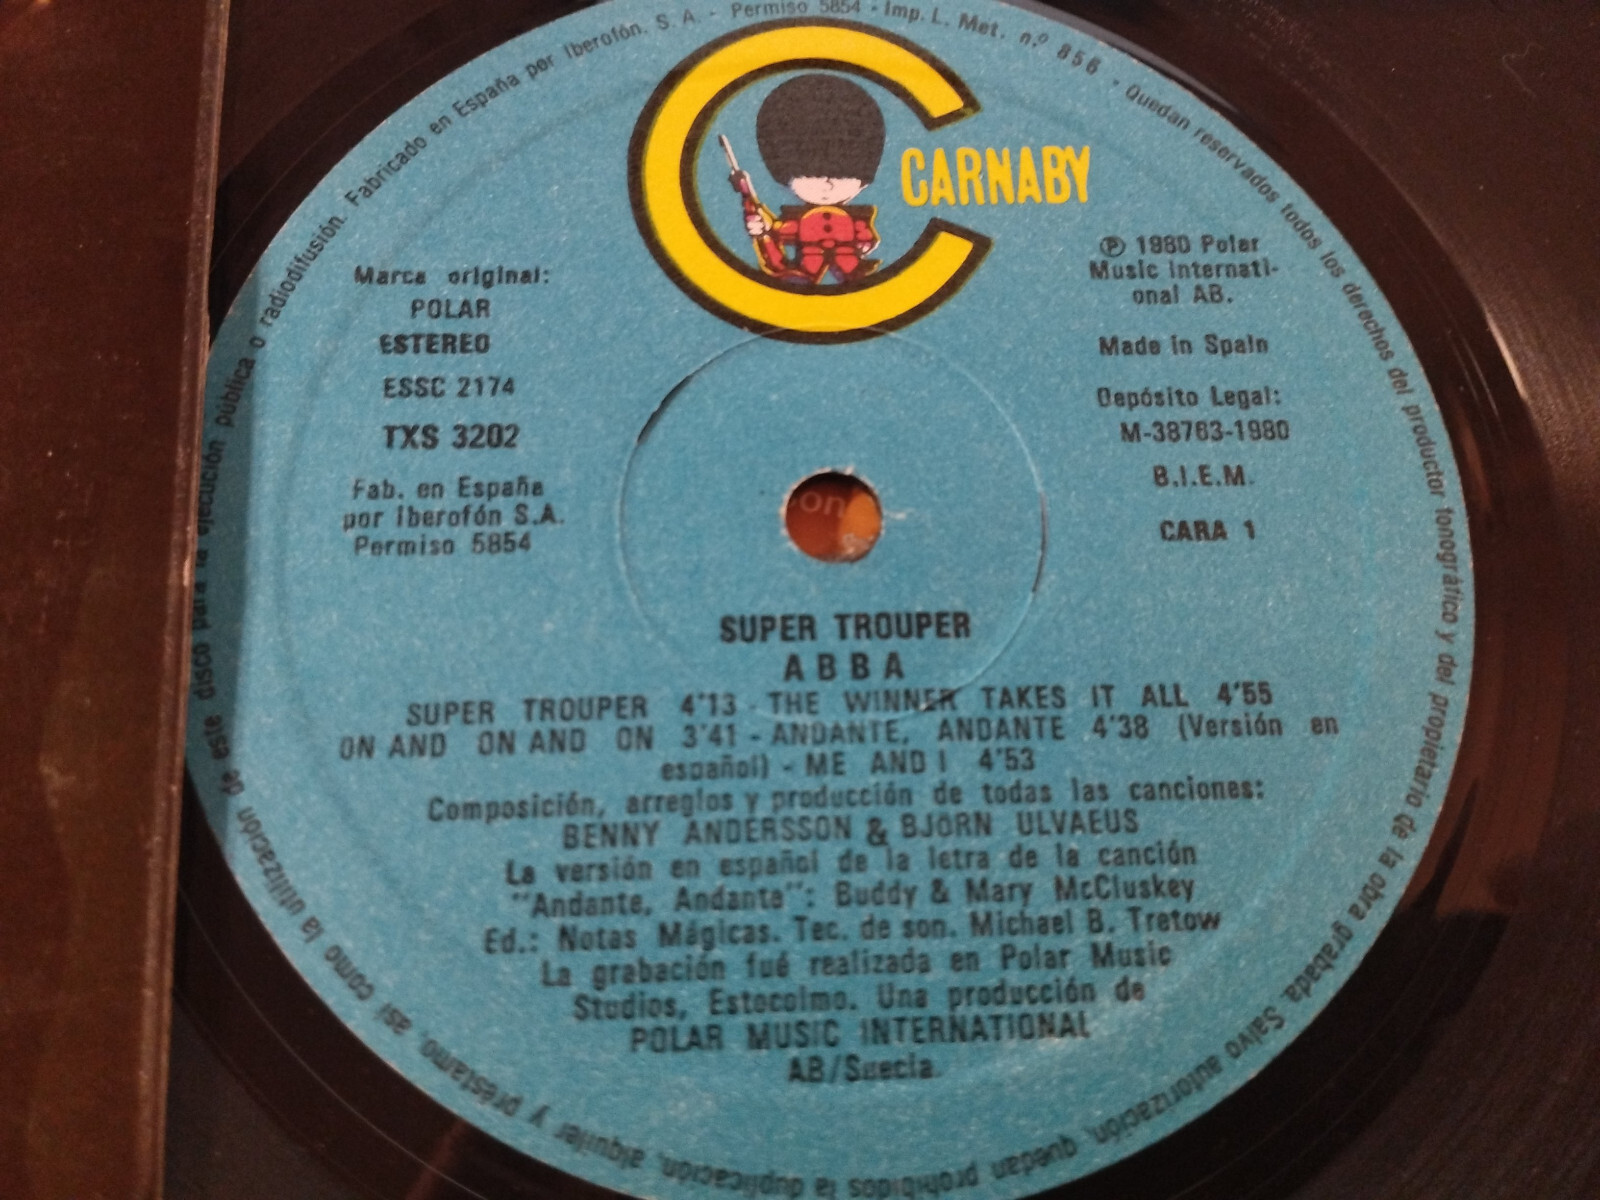 Fabricado en España por Iberofón. S. A. - Permiso 5854 - Imp. L. Met. n.º 856 - Quedan reservados todos los derechos del productor fonográfico y del propietario de la obra grabada. Salvo autorización, quedan prohibidos la duplicación, alquiler y préstamo, así como la utilización de este disco para la ejecución pública o radiodifusión.
CARNABY
Marca original:
POLAR
ESTEREO
ESSC 2174
TXS 3202
Fab. en España
por Iberofón S.A.
Permiso 5854
℗ 1980 Polar
Music Internati-
onal AB.
Made in Spain
Depósito Legal:
M-38763-1980
B.I.E.M.
CARA 1
on
SUPER TROUPER
ABBA
SUPER TROUPER 4'13 - THE WINNER TAKES IT ALL 4'55
ON AND ON AND ON 3'41 - ANDANTE, ANDANTE 4'38 (Versión en
español) - ME AND I 4'53
Composición, arreglos y producción de todas las canciones:
BENNY ANDERSSON & BJORN ULVAEUS
La versión en español de la letra de la canción
"Andante, Andante": Buddy & Mary McCluskey
Ed.: Notas Mágicas. Tec. de son. Michael B. Tretow
La grabación fué realizada en Polar Music
Studios, Estocolmo. Una producción de
POLAR MUSIC INTERNATIONAL
AB/Suecia.